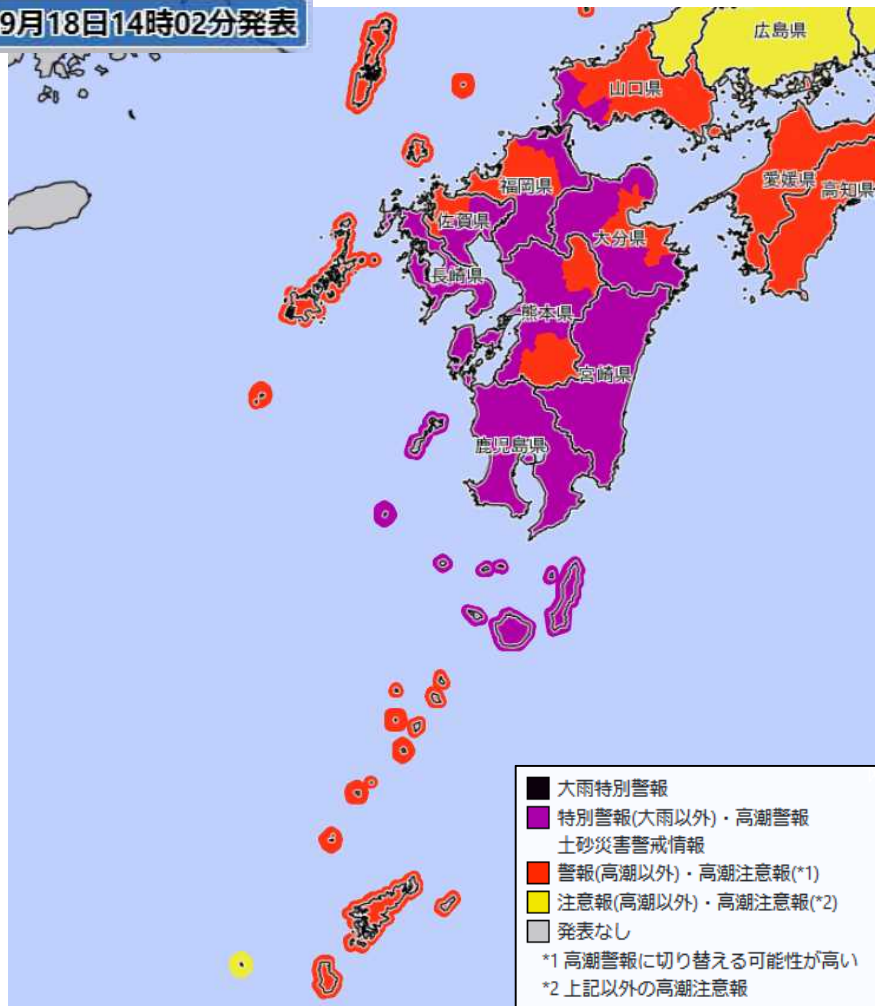 9月18日14時02分発表
広島県
山口県
福岡県
愛媛県
高知県
佐賀県
大分県
長崎県
熊本県
宮崎県
鹿児島県
大雨特別警報
特別警報(大雨以外)・高潮警報
土砂災害警戒情報
警報(高潮以外)・高潮注意報(*1)
注意報(高潮以外)・高潮注意報(*2)
発表なし
*1 高潮警報に切り替える可能性が高い
*2 上記以外の高潮注意報